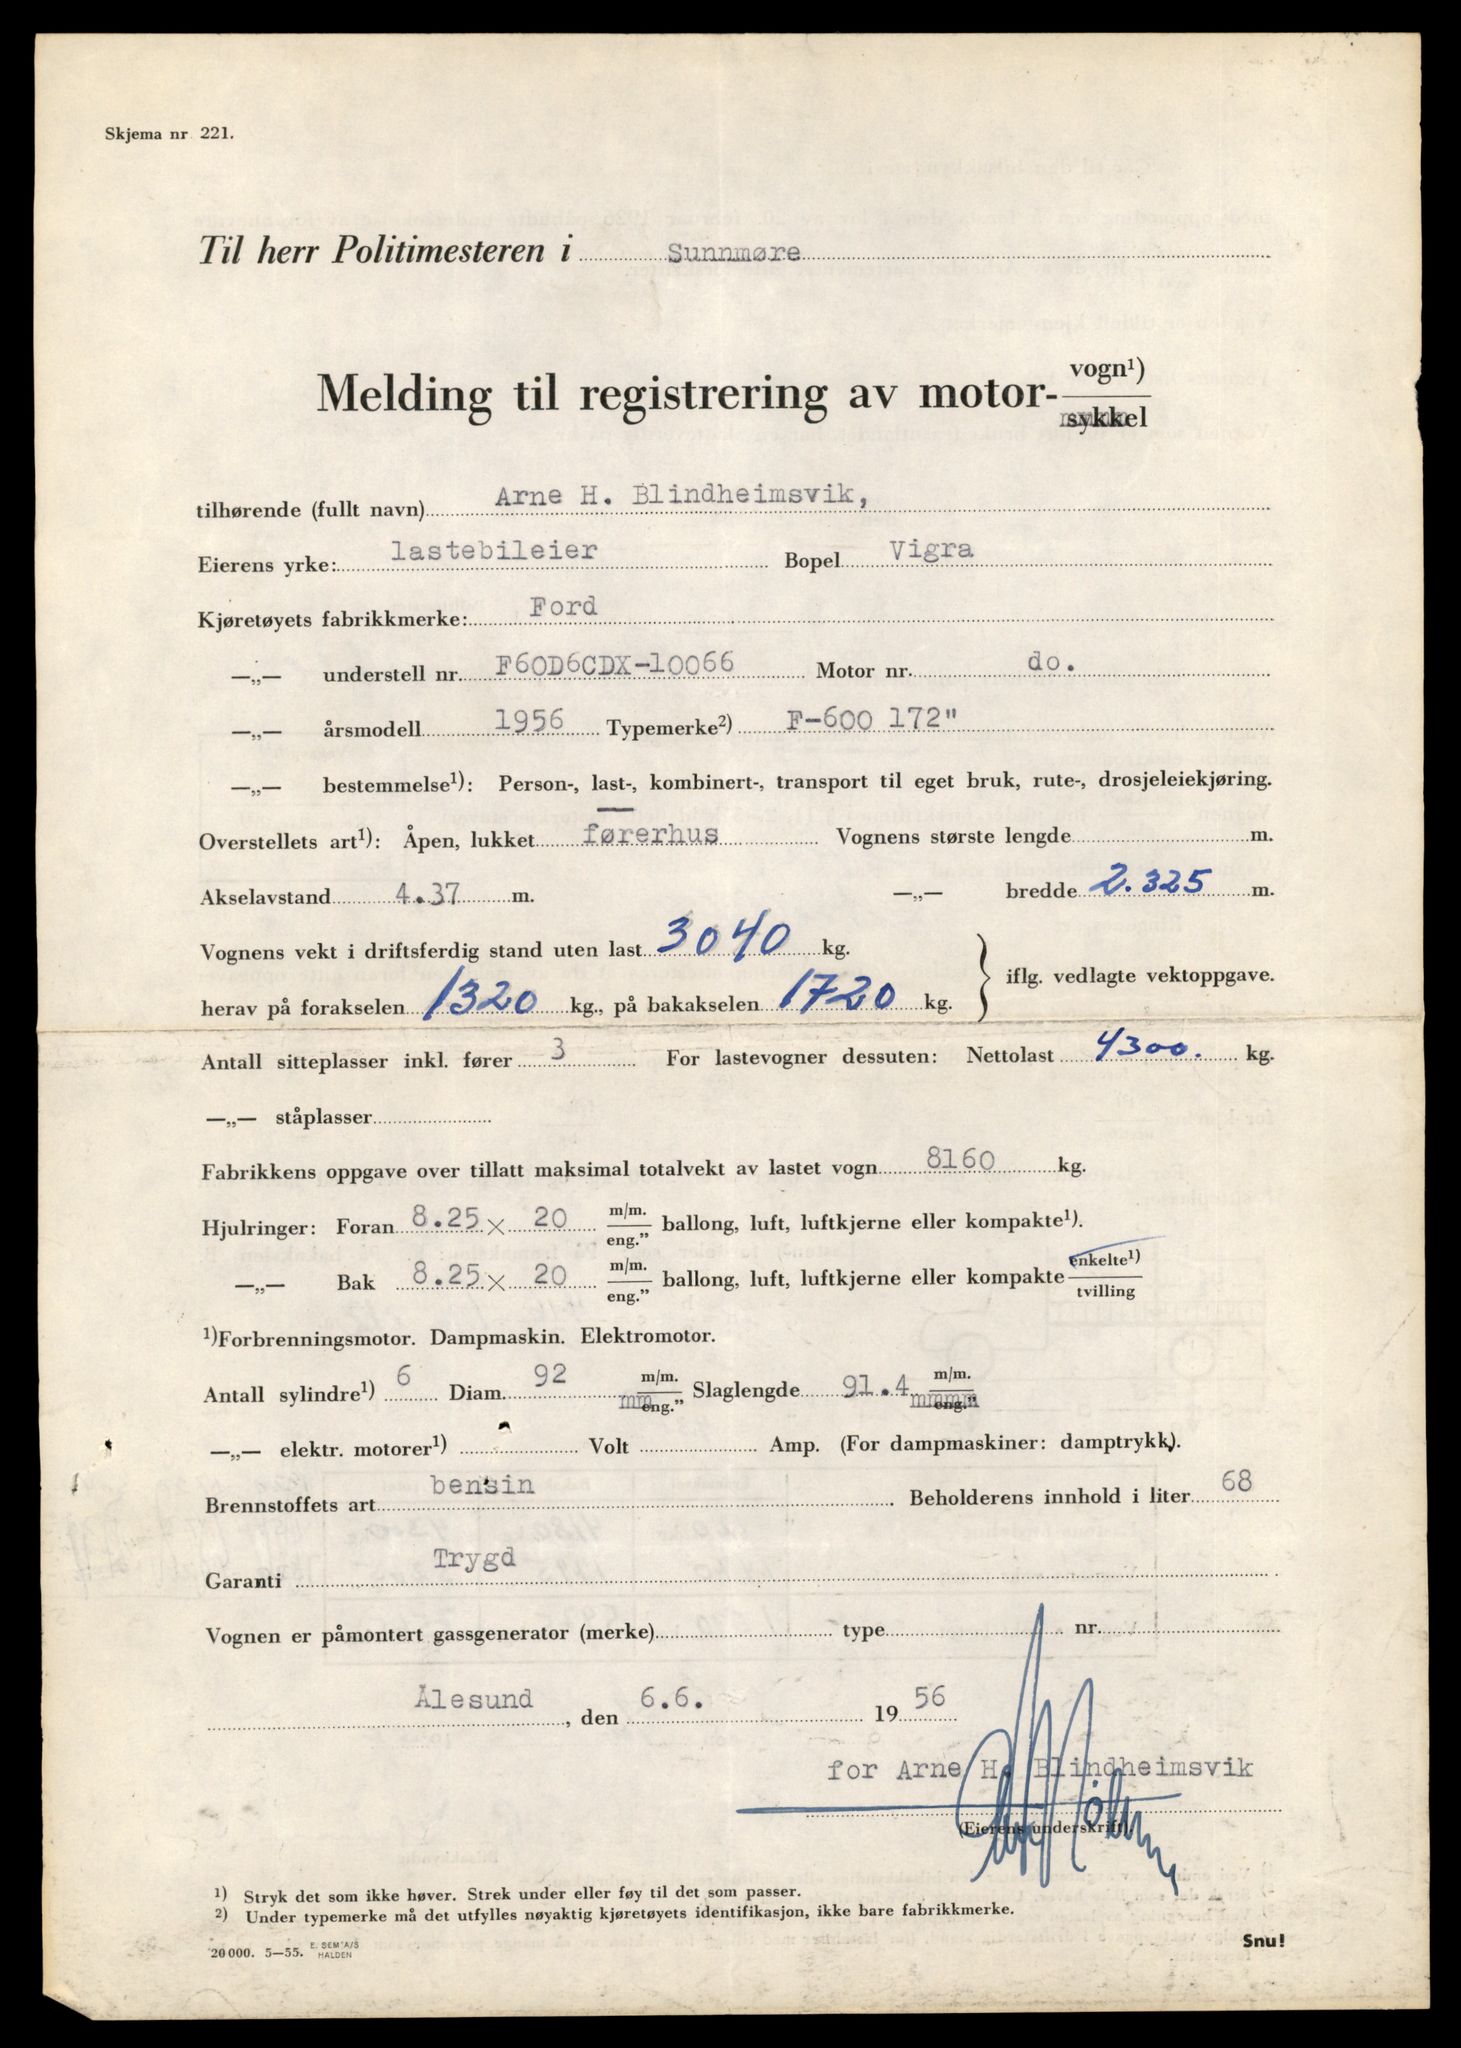 Skjema nr 221.
Til herr Politimesteren i Sunnmøre
Melding til registrering av motor- vogn¹)
sykkel
tilhørende (fullt navn) Arne H. Blindheimsvik,
Eierens yrke: lastebileier Bopel Vigra
Kjøretøyets fabrikkmerke: Ford
—„— understell nr. F60D6CDX-10066 Motor nr. do.
—„— årsmodell 1956 Typemerke²) F-600 172"
—„— bestemmelse¹): Person-, last-, kombinert-, transport til eget bruk, rute-, drosjeleiekjøring.
Overstellets art¹): Åpen, lukket førerhus Vognens største lengde m.
Akselavstand 4.37 m. —„— bredde 2.325 m.
Vognens vekt i driftsferdig stand uten last 3040 kg.
herav på forakselen 1320 kg., på bakakselen 1720 kg. } iflg. vedlagte vektoppgave.
Antall sitteplasser inkl. fører 3 For lastevogner dessuten: Nettolast 4300. kg.
—„— ståplasser
Fabrikkens oppgave over tillatt maksimal totalvekt av lastet vogn 8160 kg.
Hjulringer: Foran 8.25 × 20 m/m. eng.” ballong, luft, luftkjerne eller kompakte¹).
—„— Bak 8.25 × 20 m/m. eng.” ballong, luft, luftkjerne eller kompakte enkelte¹) tvilling
¹)Forbrenningsmotor. Dampmaskin. Elektromotor.
Antall sylindre¹) 6 Diam. 92 m/m. eng.” Slaglengde 91.4 m/m. eng.”
—„— elektr. motorer¹) Volt Amp. (For dampmaskiner: damptrykk).
Brennstoffets art bensin Beholderens innhold i liter 68
Garanti Trygd
Vognen er påmontert gassgenerator (merke) type nr.
Ålesund, den 6.6. 19 56
for Arne H. Blindheimsvik
(Eierens underskrift).
¹) Stryk det som ikke høver. Strek under eller føy til det som passer.
²) Under typemerke må det utfylles nøyaktig kjøretøyets identifikasjon, ikke bare fabrikkmerke.
20000. 5—55. E. SEM A/S HALDEN
Snu!